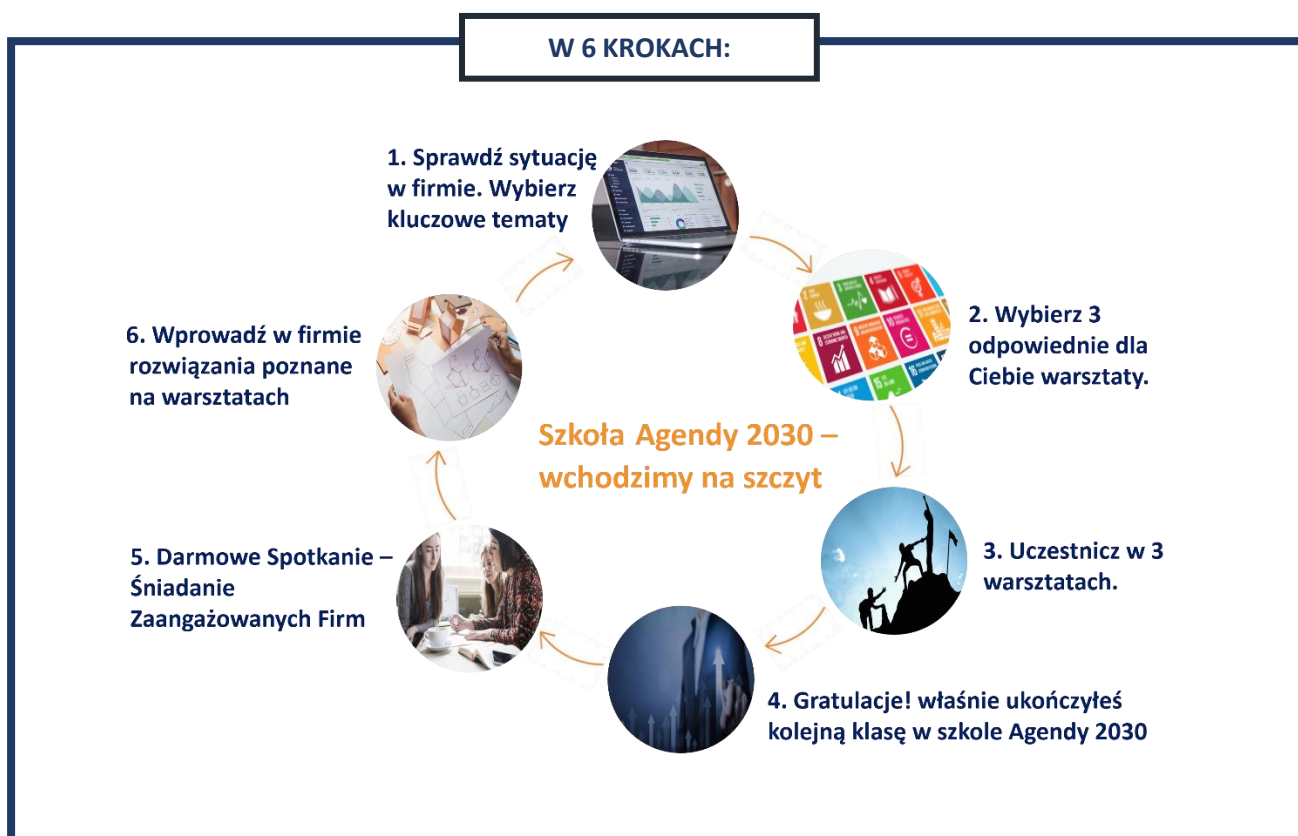 W 6 KROKACH:
1. Sprawdź sytuację
w firmie. Wybierz
kluczowe tematy
2. Wybierz 3
odpowiednie dla
Ciebie warsztaty.
3. Uczestnicz w 3
warsztatach.
4. Gratulacje! właśnie ukończyłeś
kolejną klasę w szkole Agendy 2030
5. Darmowe Spotkanie –
Śniadanie
Zaangażowanych Firm
6. Wprowadź w firmie
rozwiązania poznane
na warsztatach
Szkoła Agendy 2030 –
wchodzimy na szczyt